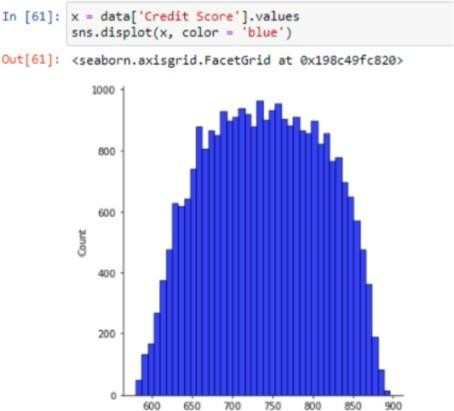 In [61]: x = data['Credit Score'].values
sns.displot(x, color = 'blue')
Out[61]: <seaborn.axisgrid.FacetGrid at 0x198c49fc820>
1000
800
600
400
200
0
Count
600 650 700 750 800 850 900